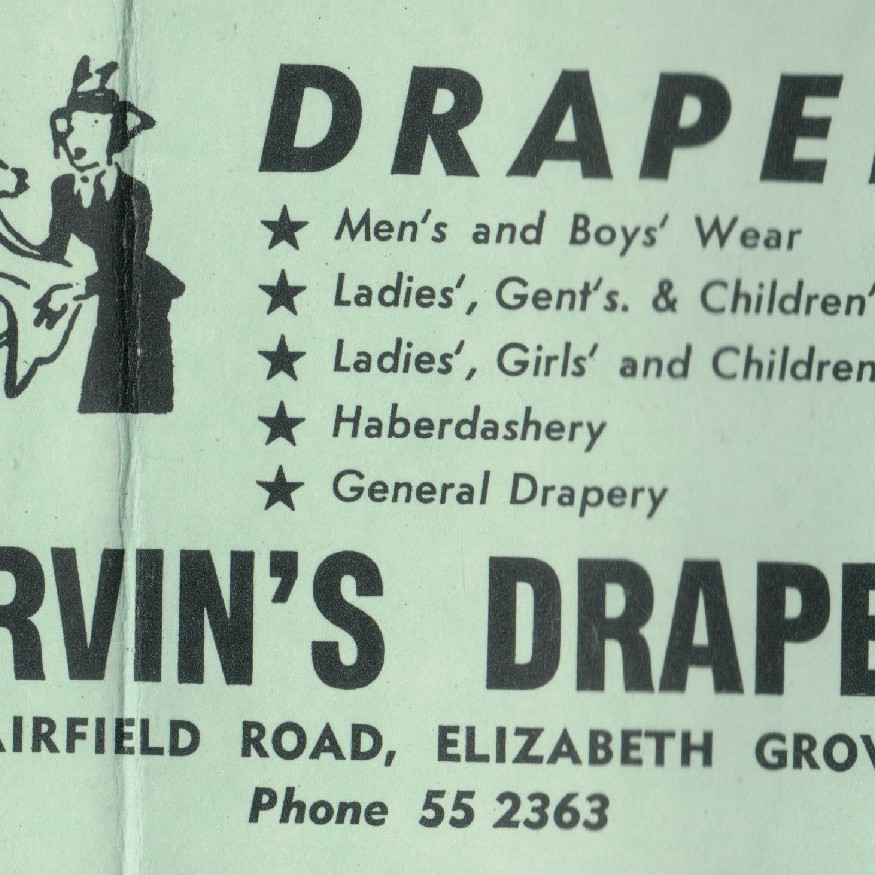 DRAPE
★ Men's and Boys' Wear
★ Ladies', Gent's. & Children'
★ Ladies', Girls' and Children
★ Haberdashery
★ General Drapery
RVIN'S DRAPE
AIRFIELD ROAD, ELIZABETH GROV
Phone 55 2363